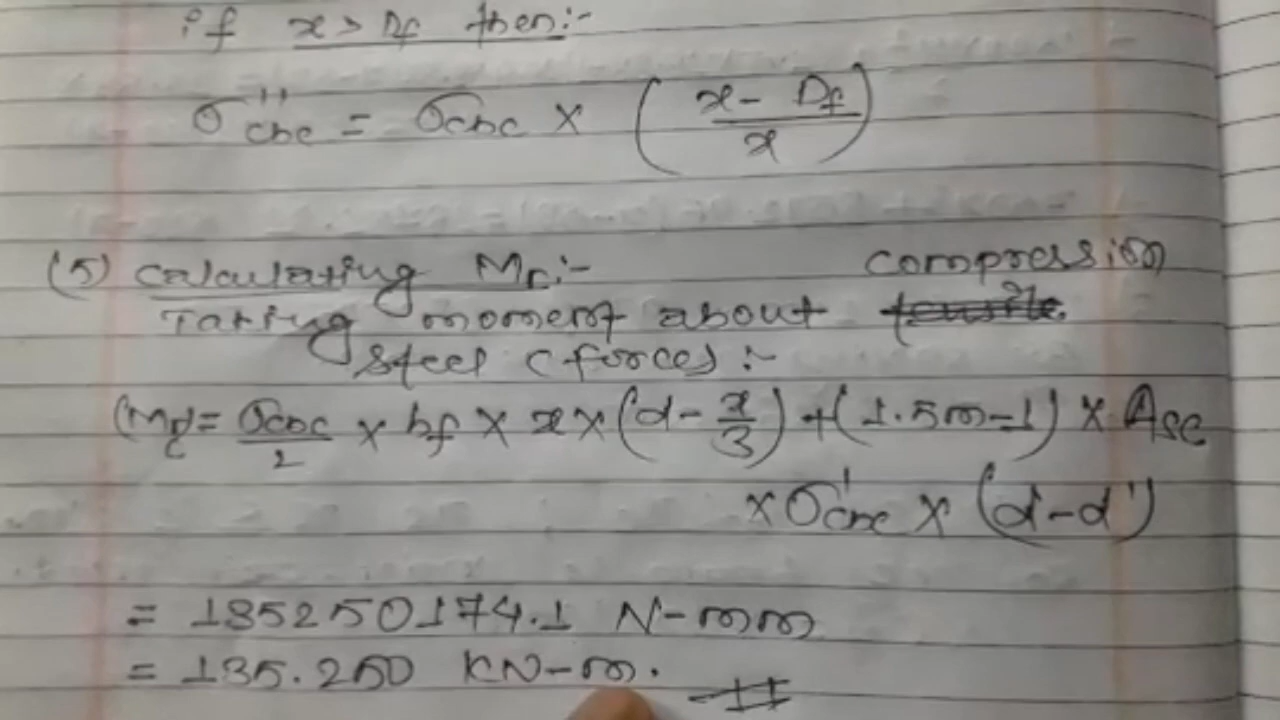 if x > Df then:-
σ''cbc = σcbc × ((x - Df)/x)
(5) Calculating Mr:- compression
Taking moment about tensile
steel (forces) :-
(Mr = σcbc/2 × bf × x × (d - x/3) + (1.5m-1) × Asc
× σ'cbc × (d-d')
= 135250174.1 N-mm
= 135.250 KN-m.